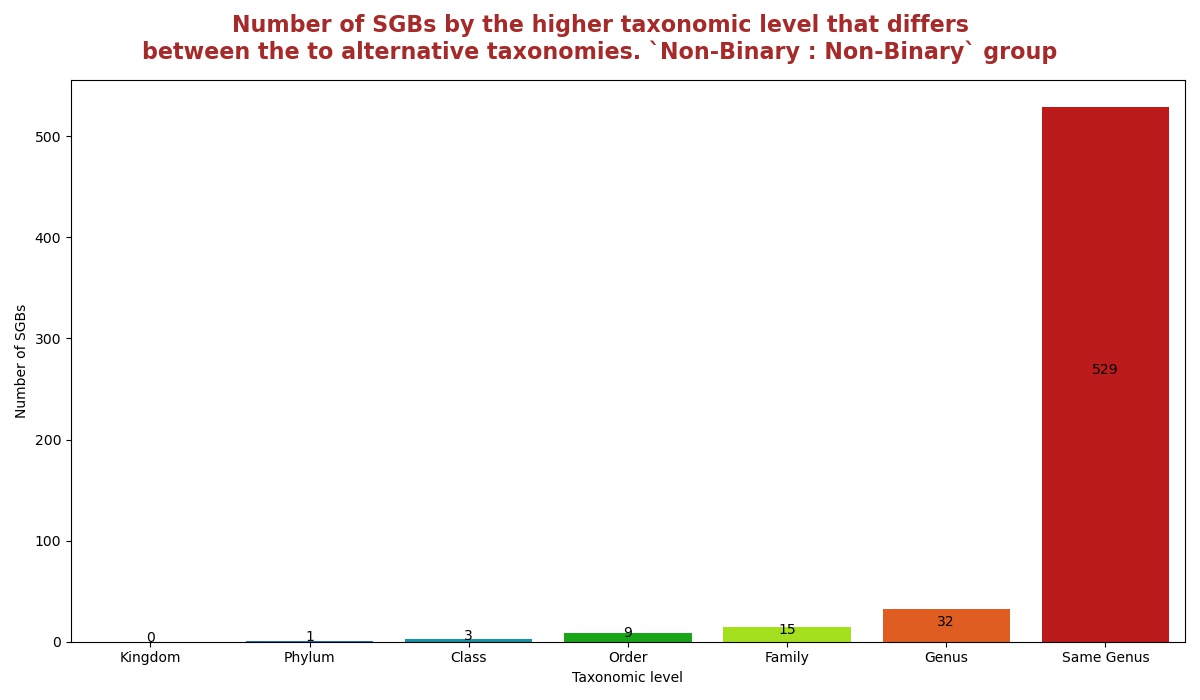 Number of SGBs by the higher taxonomic level that differs
between the to alternative taxonomies. `Non-Binary : Non-Binary` group
Number of SGBs
500
400
300
200
100
0
0
1
3
9
15
32
529
Kingdom
Phylum
Class
Order
Family
Genus
Same Genus
Taxonomic level